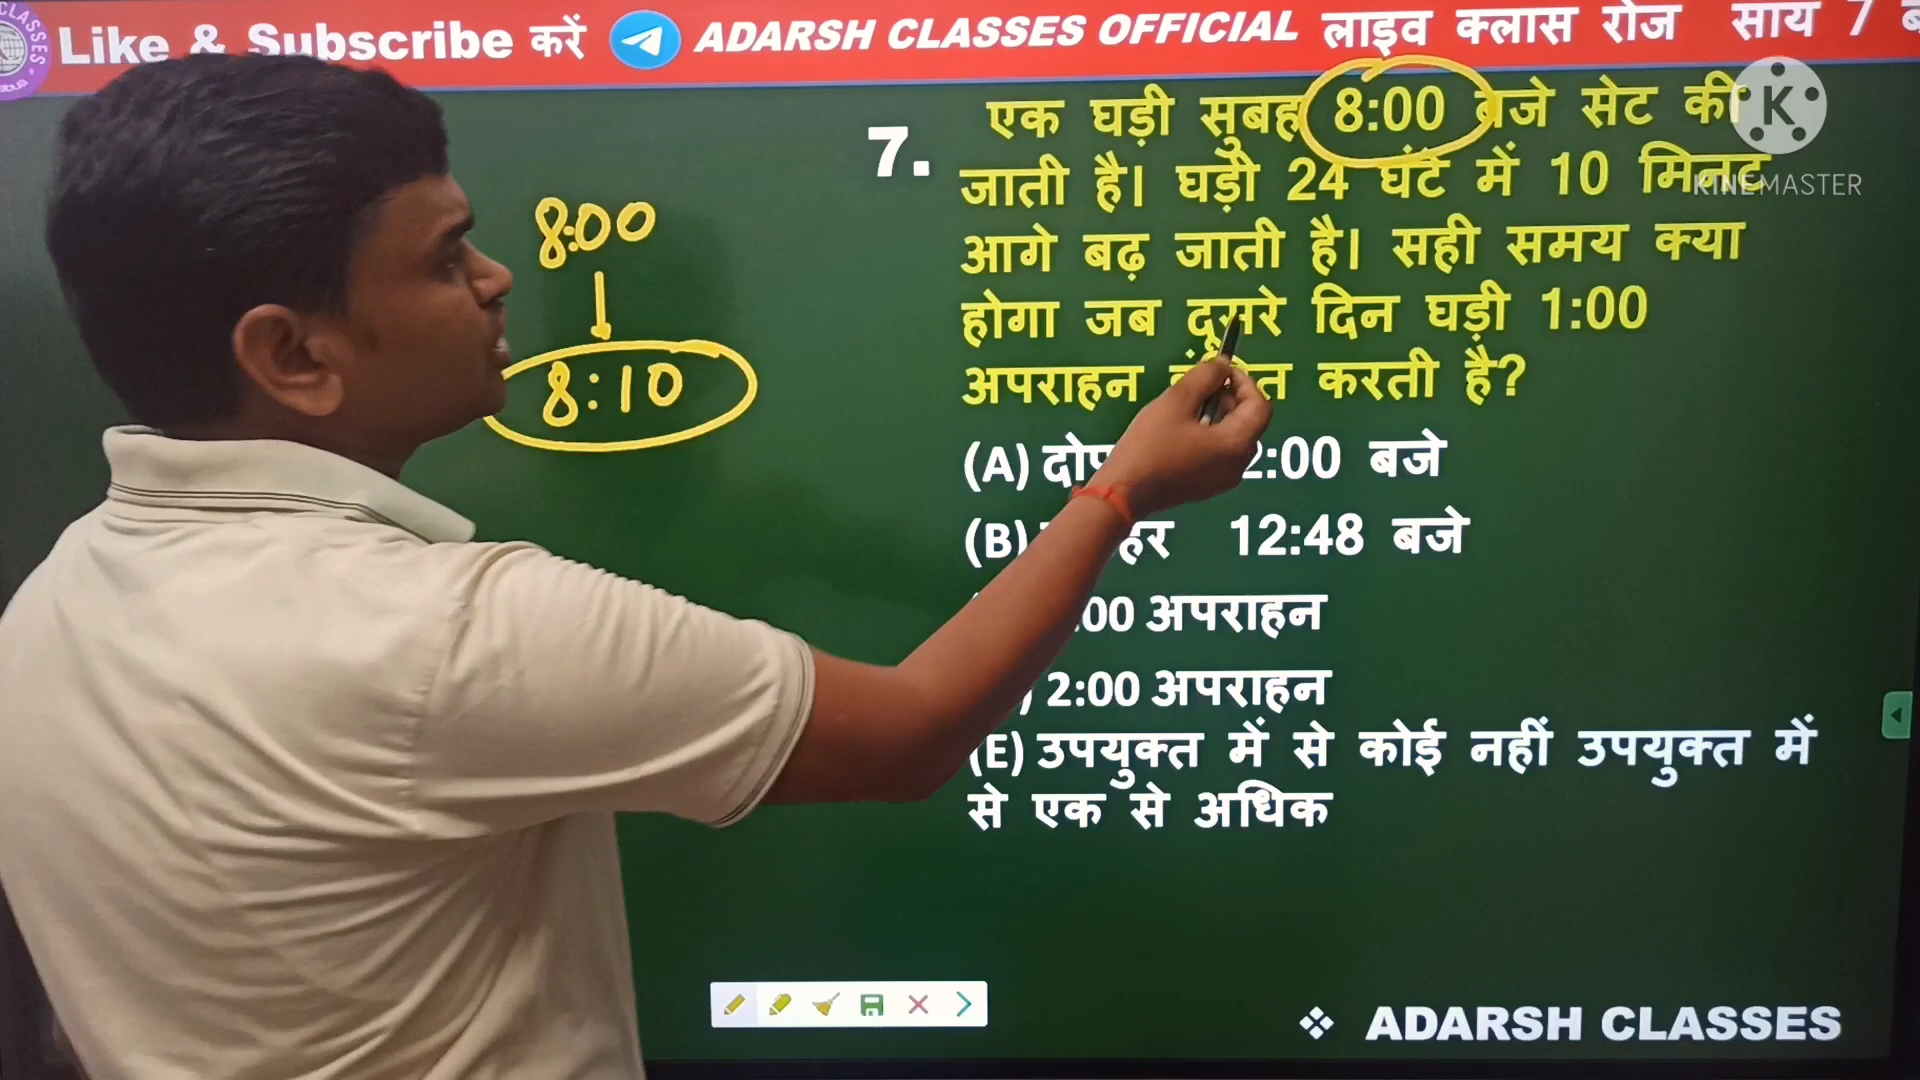 CLASSES
Like & Subscribe करें ADARSH CLASSES OFFICIAL लाइव क्लास रोज साय 7
7. एक घड़ी सुबह 8:00 बजे सेट की
जाती है। घड़ी 24 घंटे में 10 मिनट
आगे बढ़ जाती है। सही समय क्या
होगा जब दूसरे दिन घड़ी 1:00
अपराहन करती है?
(A) 2:00 बजे
(B) 12:48 बजे
:00 अपराहन
) 2:00 अपराहन
(E) उपयुक्त में से कोई नहीं उपयुक्त में
से एक से अधिक
8:00
8:10
K
KINEMASTER
❖ ADARSH CLASSES